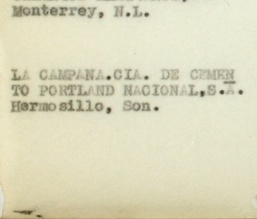 Monterrey, N.L.
LA CAMPANA.CIA. DE CEMEN
TO PORTLAND NACIONAL,S.A.
Hermosillo, Son.